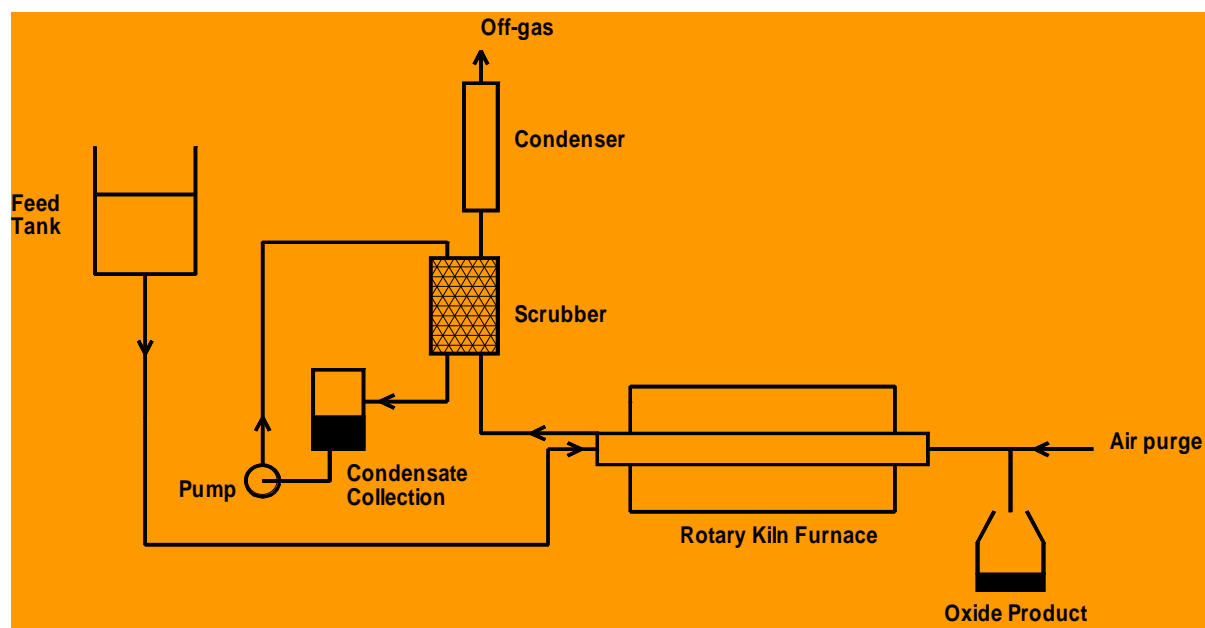 Off-gas
Condenser
Feed
Tank
Scrubber
Air purge
Pump
Condensate
Collection
Rotary Kiln Furnace
Oxide Product